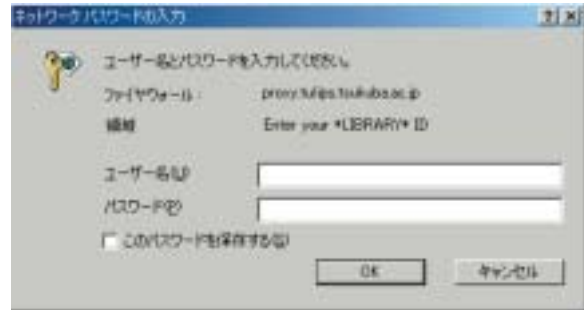 ネットワーク パスワードの入力
ユーザー名とパスワードを入力してください。
ファイヤウォール : proxy.tulips.tsukuba.ac.jp
領域 Enter your *LIBRARY* ID
ユーザー名(U)
パスワード(P)
このパスワードを保存する(S)
OK キャンセル